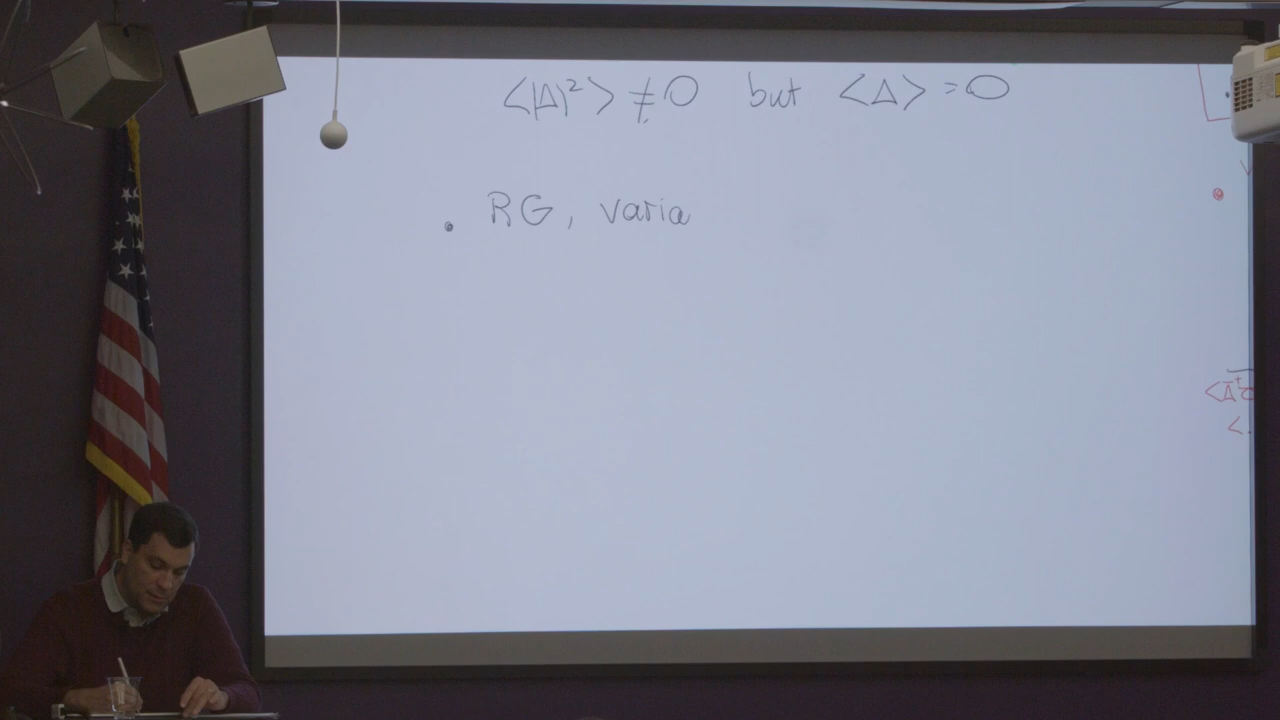 <|Δ|²> ≠ 0 but <Δ> = 0
• RG, varia